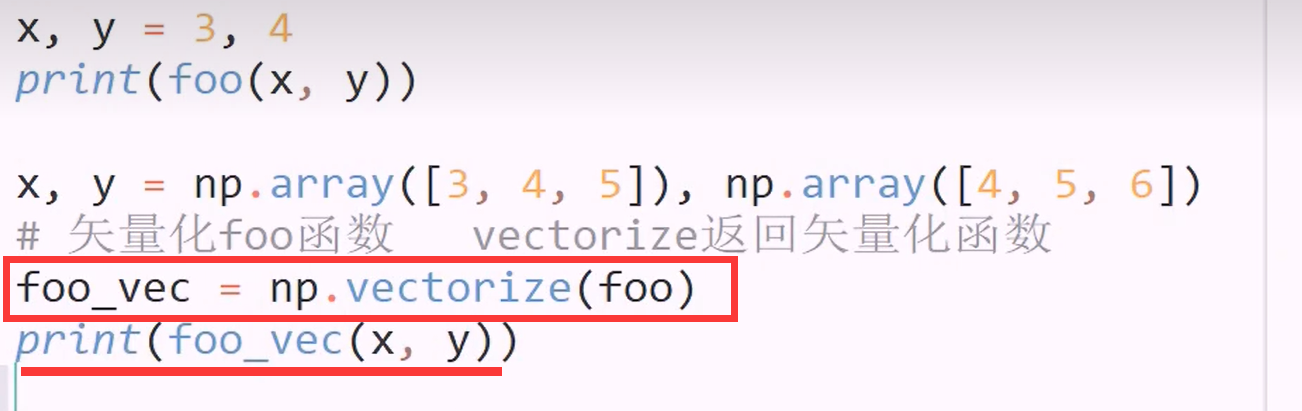 x, y = 3, 4
print(foo(x, y))
x, y = np.array([3, 4, 5]), np.array([4, 5, 6])
# 矢量化foo函数   vectorize返回矢量化函数
foo_vec = np.vectorize(foo)
print(foo_vec(x, y))